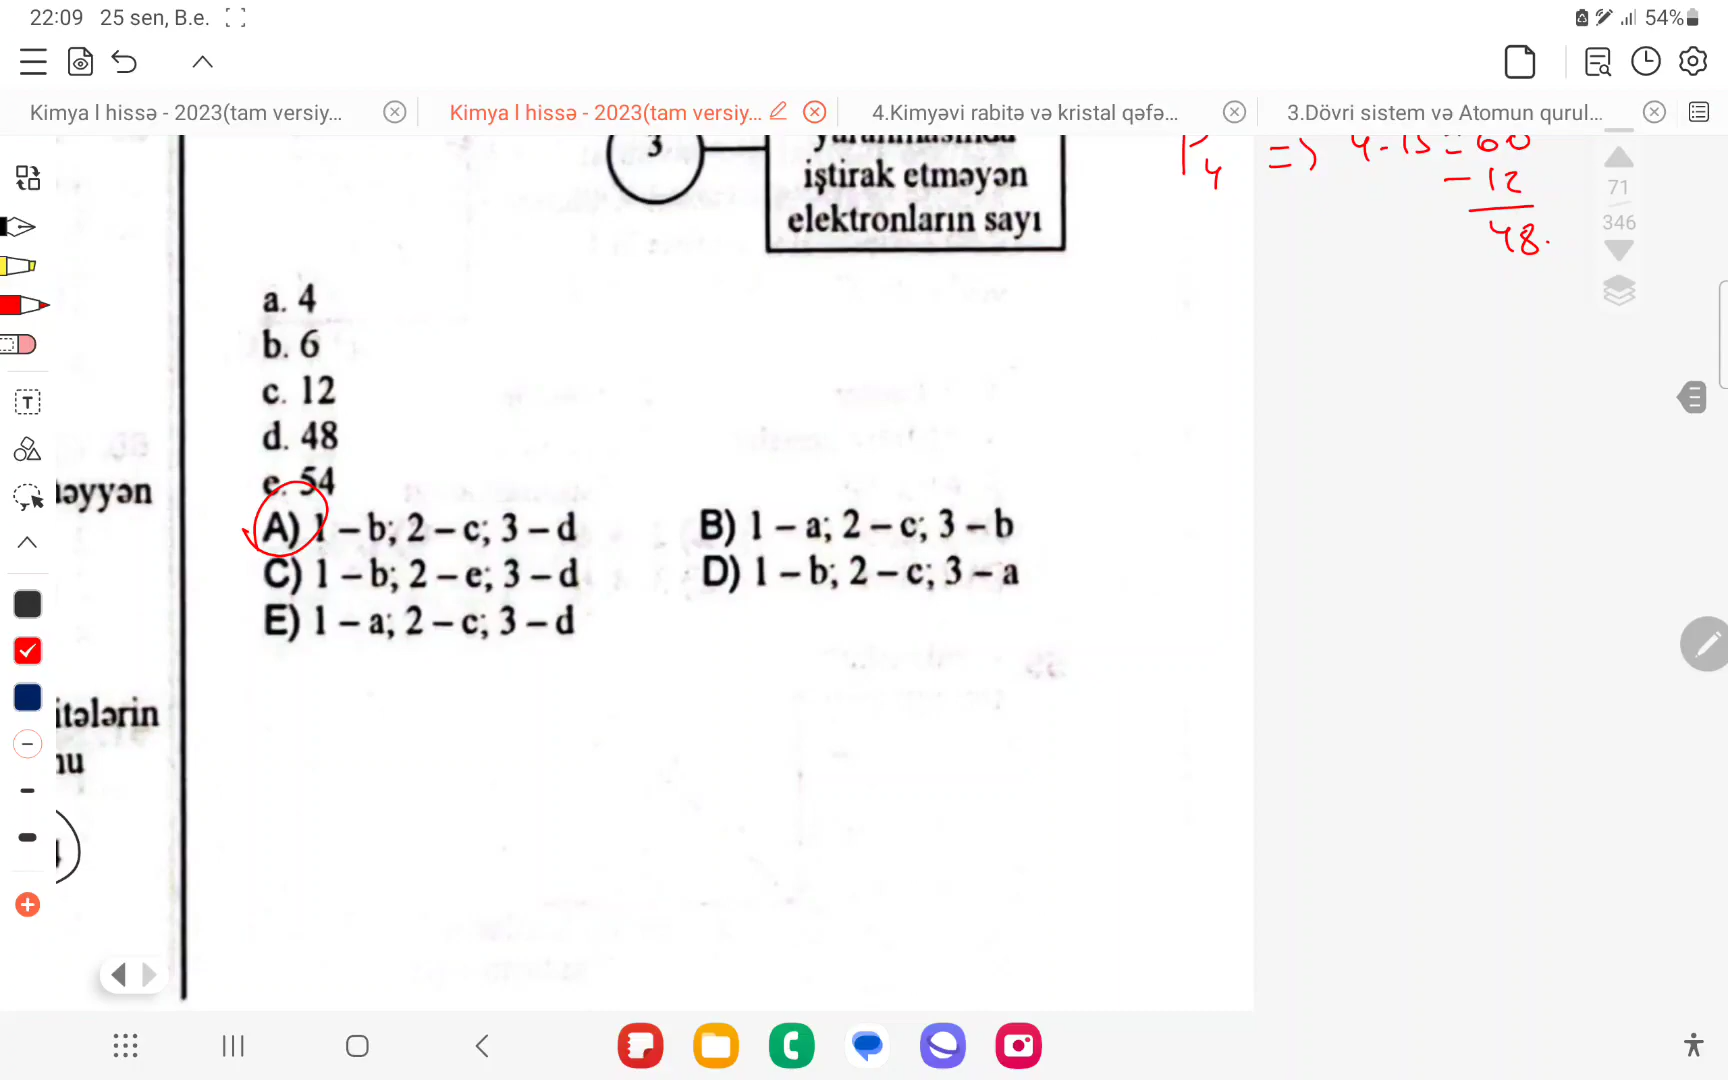 22:09 25 sen, B.e. 54%
Kimya I hissə - 2023(tam versiy...
Kimya I hissə - 2023(tam versiy...
4.Kimyəvi rabitə və kristal qəfə...
3.Dövri sistem və Atomun qurul...
3
yaranmasında
iştirak etməyən
elektronların sayı
P4 => 4·15=60
-12
48.
71
346
a. 4
b. 6
c. 12
d. 48
e. 54
A) 1 – b; 2 – c; 3 – d
B) 1 – a; 2 – c; 3 – b
C) 1 – b; 2 – e; 3 – d
D) 1 – b; 2 – c; 3 – a
E) 1 – a; 2 – c; 3 – d
əyyən
itələrin
T